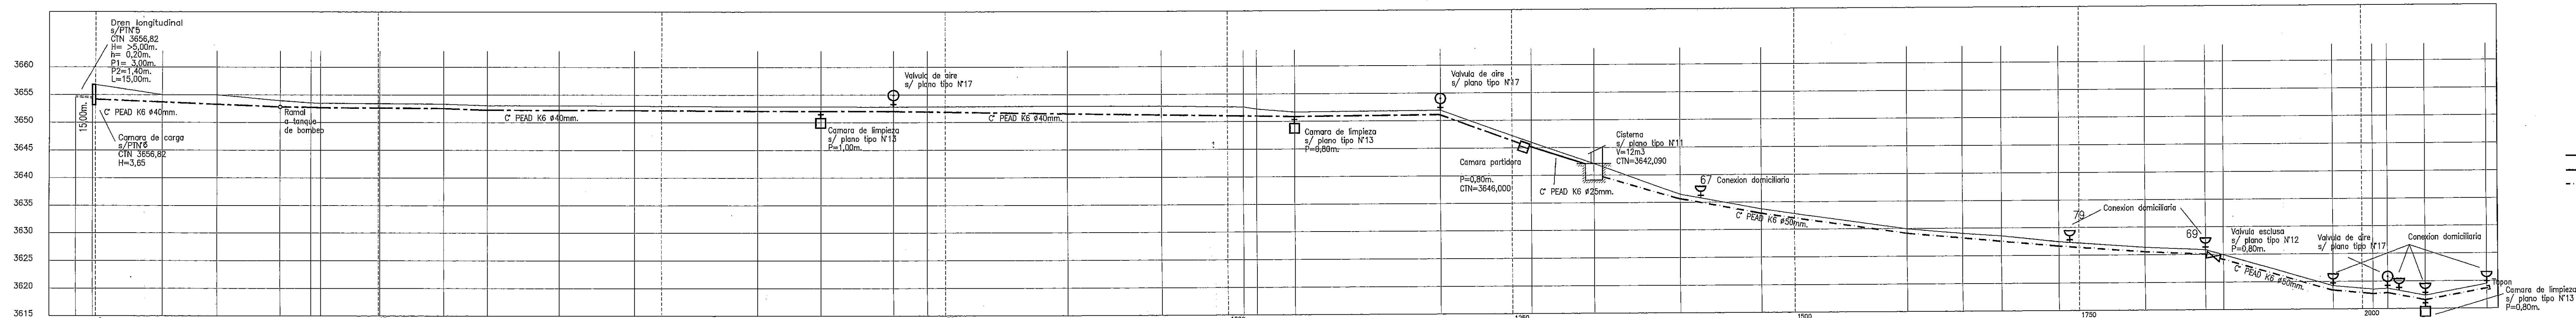 Dren longitudinal
s/PTN°5
CTN 3656,82
H= >5,00m.
h= 0,20m.
P1= 3,00m.
P2=1,40m.
L=15,00m.
3660
3655
3650
3645
3640
3635
3630
3625
3620
3615
15,00m.
C° PEAD K6 ø40mm.
Camara de carga
s/PTN°6
CTN 3656,82
H=3,65
Ramal
a tanque
de bombeo
C° PEAD K6 ø40mm.
Camara de limpieza
s/ plano tipo N°13
P=1,00m.
Valvula de aire
s/ plano tipo N°17
C° PEAD K6 ø40mm.
Camara de limpieza
s/ plano tipo N°13
P=0,80m.
Valvula de aire
s/ plano tipo N°17
Camara partidora
P=0,80m.
CTN=3646,000
C° PEAD K6 ø25mm.
Cisterna
s/ plano tipo N°11
V=12m3
CTN=3642,090
67 Conexion domiciliaria
C° PEAD K6 ø50mm.
79
Conexion domiciliaria
69
Valvula esclusa
s/ plano tipo N°12
P=0,80m.
C° PEAD K6 ø50mm.
Valvula de aire
s/ plano tipo N°17
Conexion domiciliaria
Tapon
Camara de limpieza
s/ plano tipo N°13
P=0,80m.
1500
1750
2000